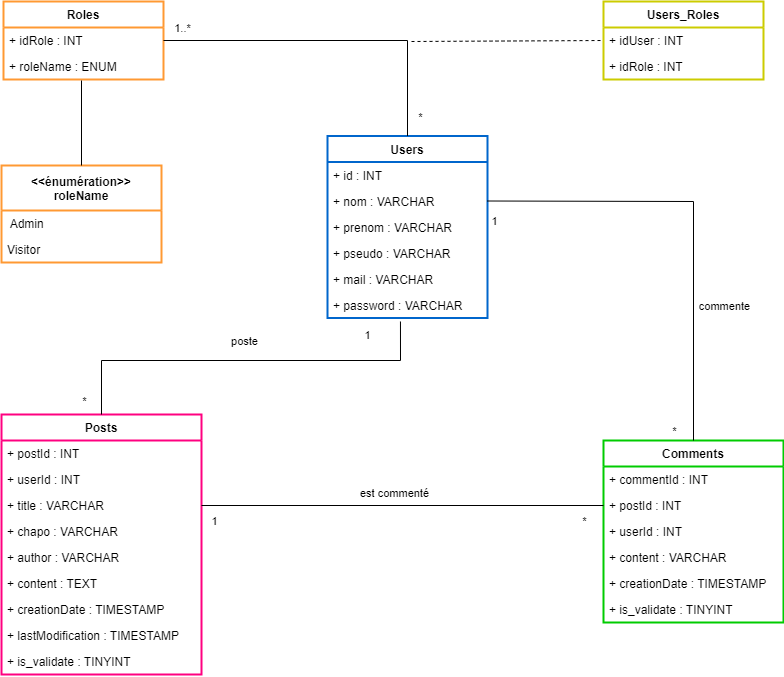 Roles
+ idRole : INT
+ roleName : ENUM
1..*
Users_Roles
+ idUser : INT
+ idRole : INT
*
<<énumération>>
roleName
Admin
Visitor
Users
+ id : INT
+ nom : VARCHAR
+ prenom : VARCHAR
+ pseudo : VARCHAR
+ mail : VARCHAR
+ password : VARCHAR
1
commente
*
1
poste
*
Posts
+ postId : INT
+ userId : INT
+ title : VARCHAR
+ chapo : VARCHAR
+ author : VARCHAR
+ content : TEXT
+ creationDate : TIMESTAMP
+ lastModification : TIMESTAMP
+ is_validate : TINYINT
est commenté
1
*
Comments
+ commentId : INT
+ postId : INT
+ userId : INT
+ content : VARCHAR
+ creationDate : TIMESTAMP
+ is_validate : TINYINT